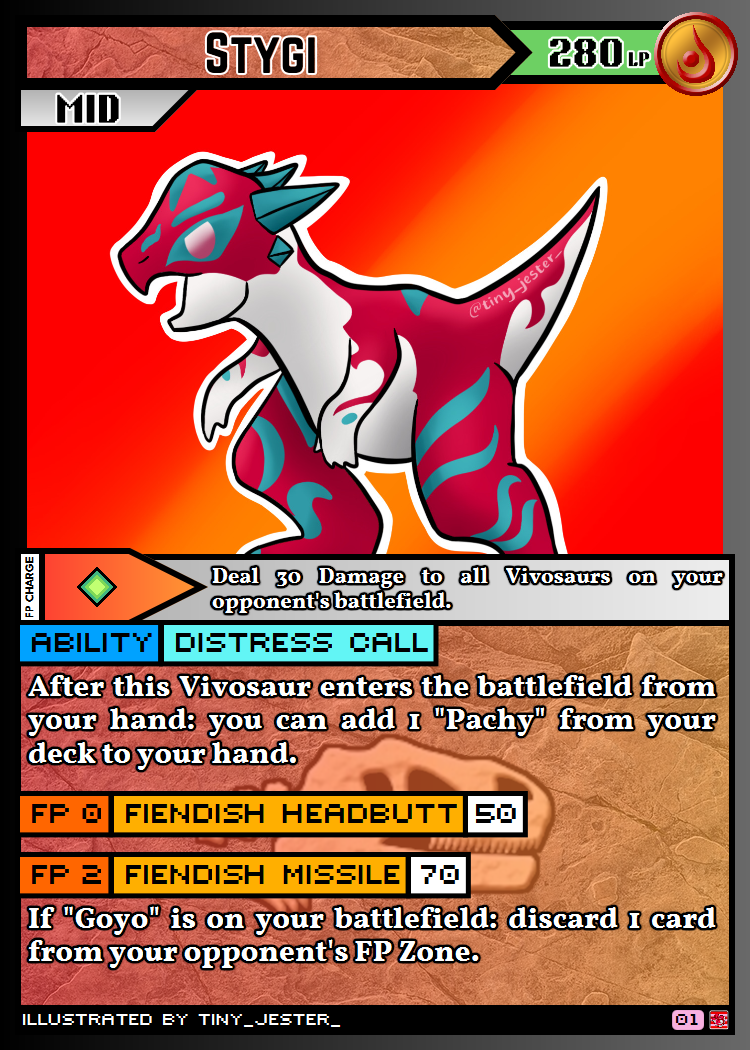 STYGI
280 LP
MID
@tiny_jester_
FP CHARGE
Deal 30 Damage to all Vivosaurs on your
opponent's battlefield.
ABILITY DISTRESS CALL
After this Vivosaur enters the battlefield from
your hand: you can add 1 "Pachy" from your
deck to your hand.
FP 0 FIENDISH HEADBUTT 50
FP 2 FIENDISH MISSILE 70
If "Goyo" is on your battlefield: discard 1 card
from your opponent's FP Zone.
ILLUSTRATED BY TINY_JESTER_
01